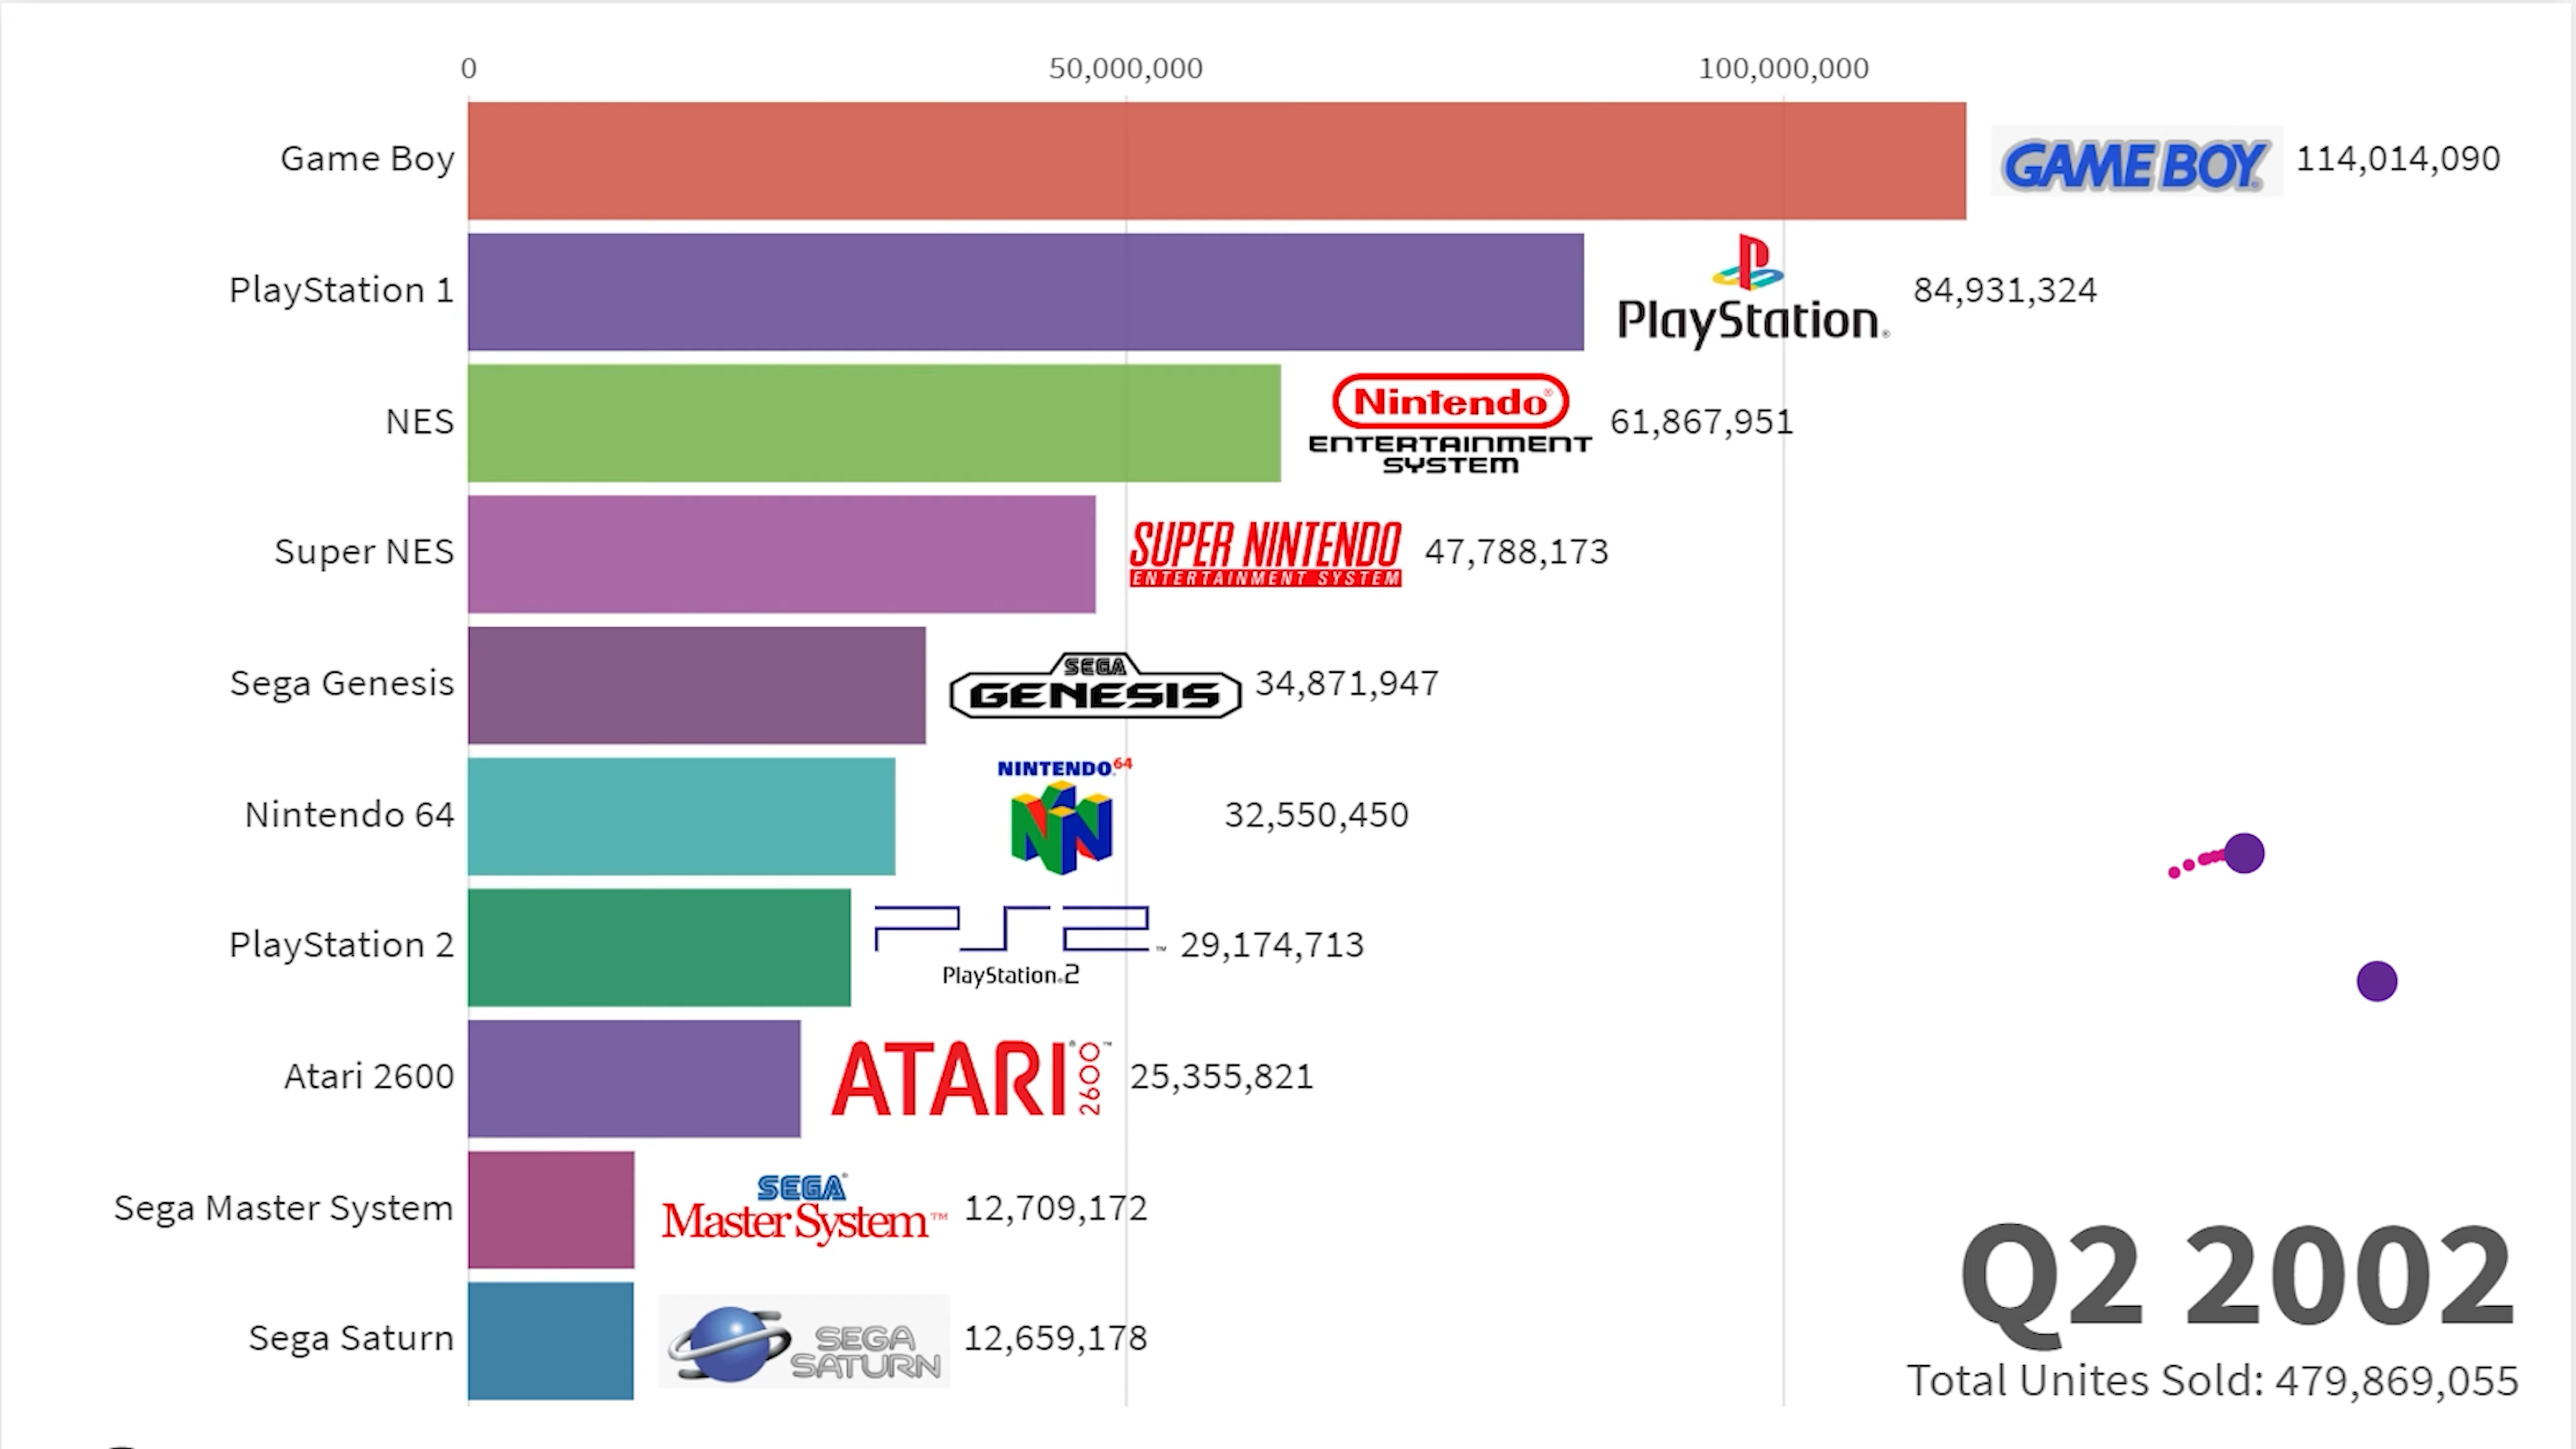 0 50,000,000 100,000,000
Game Boy GAME BOY 114,014,090
PlayStation 1 PlayStation® 84,931,324
NES Nintendo® ENTERTAINMENT SYSTEM 61,867,951
Super NES SUPER NINTENDO ENTERTAINMENT SYSTEM 47,788,173
Sega Genesis SEGA GENESIS 34,871,947
Nintendo 64 NINTENDO64 32,550,450
PlayStation 2 PS2™ PlayStation®2 29,174,713
Atari 2600 ATARI® 2600™ 25,355,821
Sega Master System SEGA® Master System™ 12,709,172
Sega Saturn SEGA SATURN 12,659,178
Q2 2002
Total Unites Sold: 479,869,055